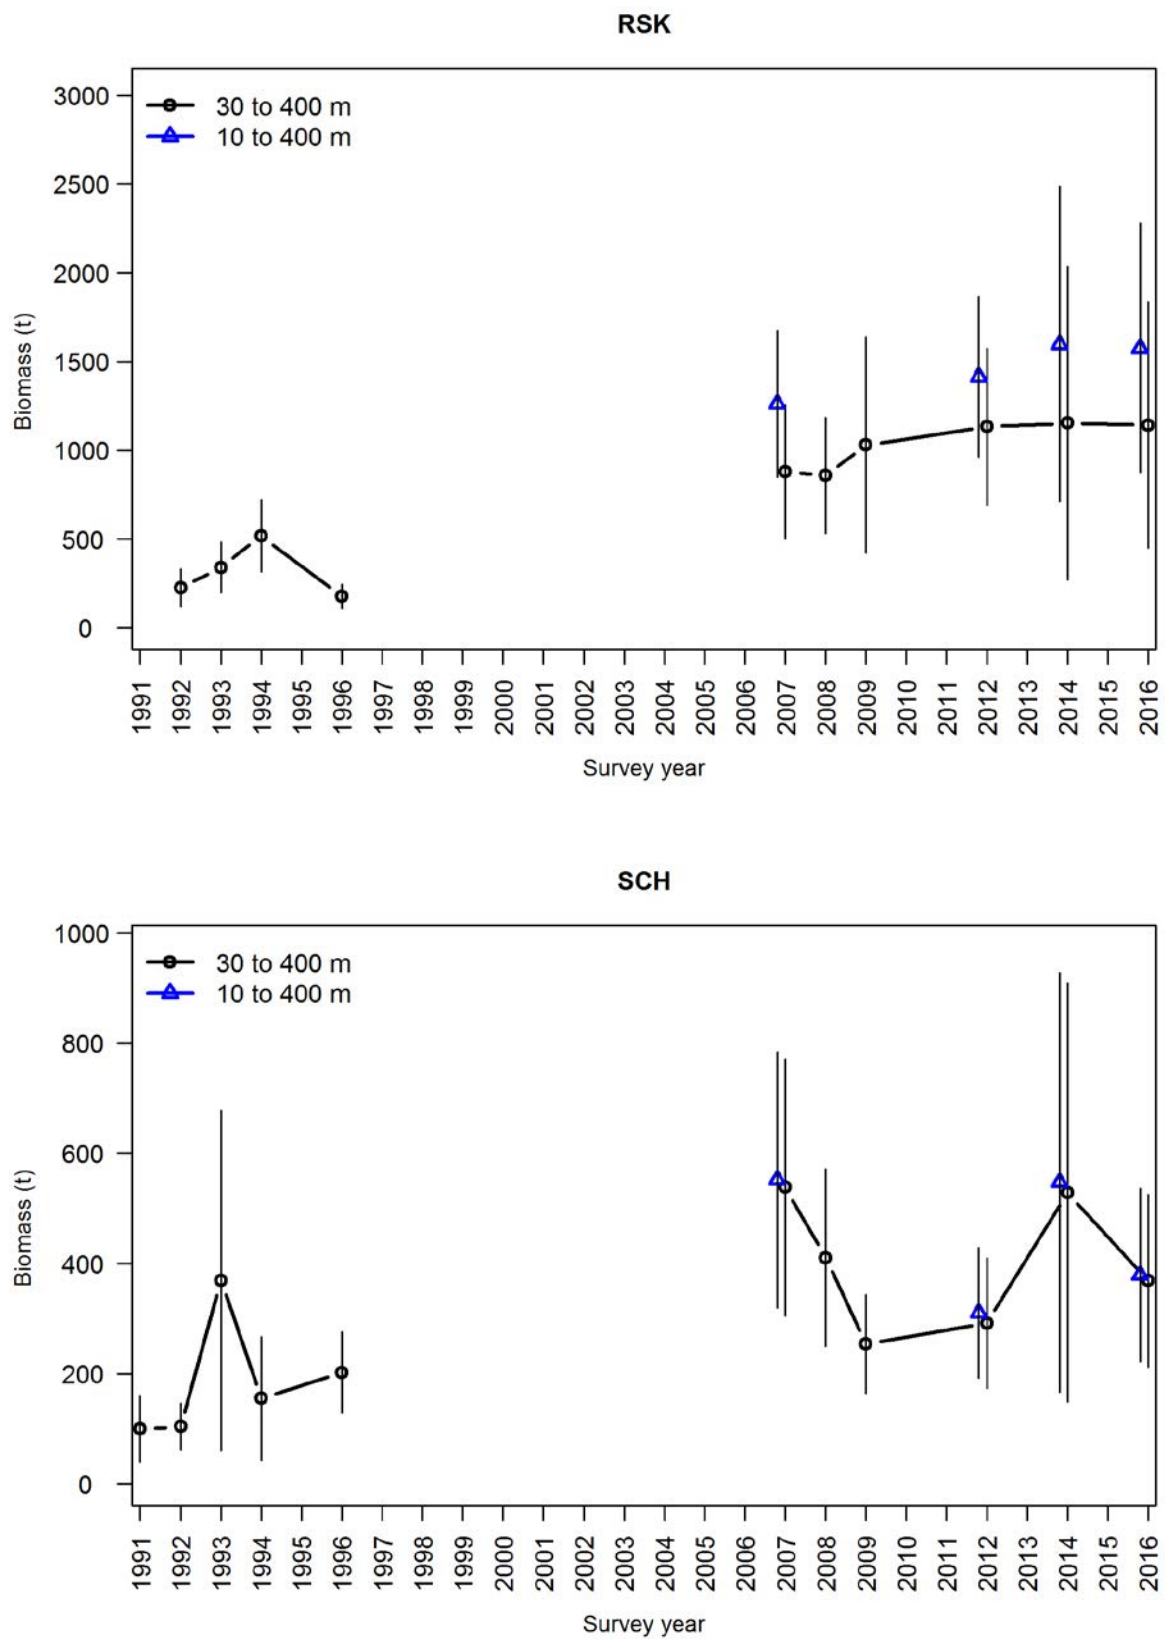 RSK
3000
2500
2000
1500
1000
500
0
Biomass (t)
30 to 400 m
10 to 400 m
1991 1992 1993 1994 1995 1996 1997 1998 1999 2000 2001 2002 2003 2004 2005 2006 2007 2008 2009 2010 2011 2012 2013 2014 2015 2016
Survey year
SCH
1000
800
600
400
200
0
Biomass (t)
30 to 400 m
10 to 400 m
1991 1992 1993 1994 1995 1996 1997 1998 1999 2000 2001 2002 2003 2004 2005 2006 2007 2008 2009 2010 2011 2012 2013 2014 2015 2016
Survey year